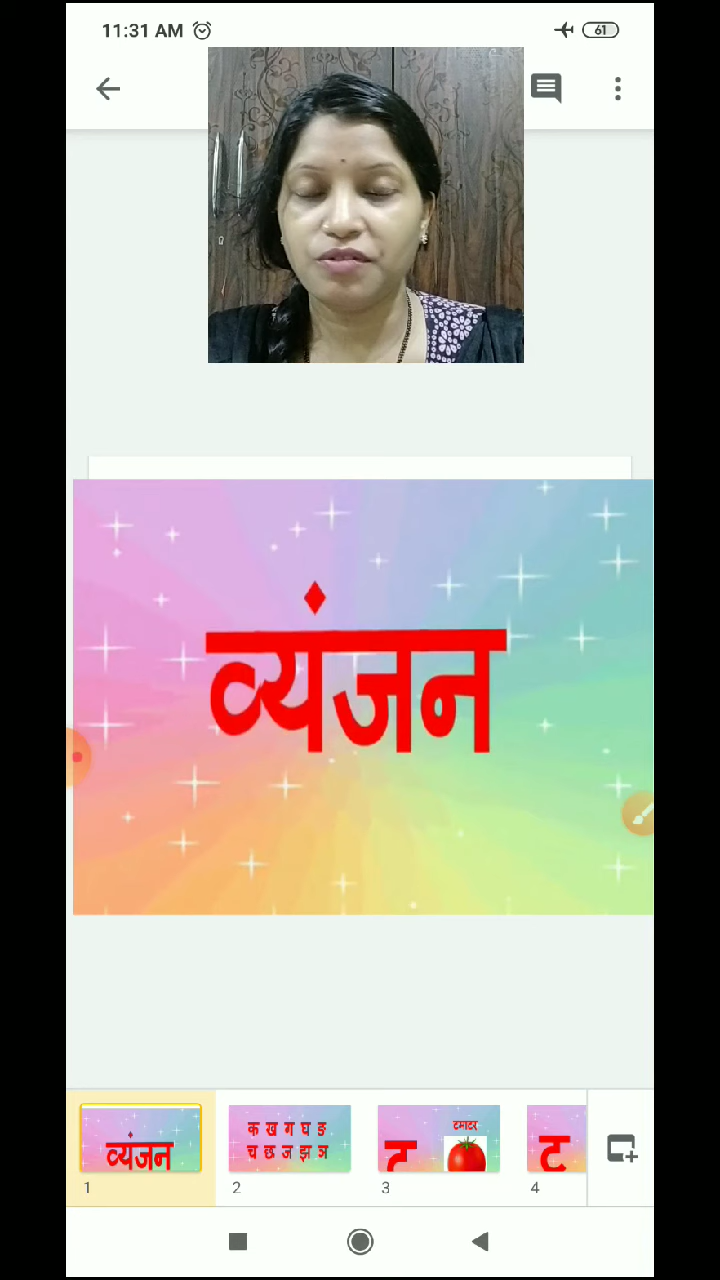 11:31 AM
61
व्यंजन
व्यंजन
क ख ग घ ङ
च छ ज झ ञ
टमाटर
ट
ट
1
2
3
4